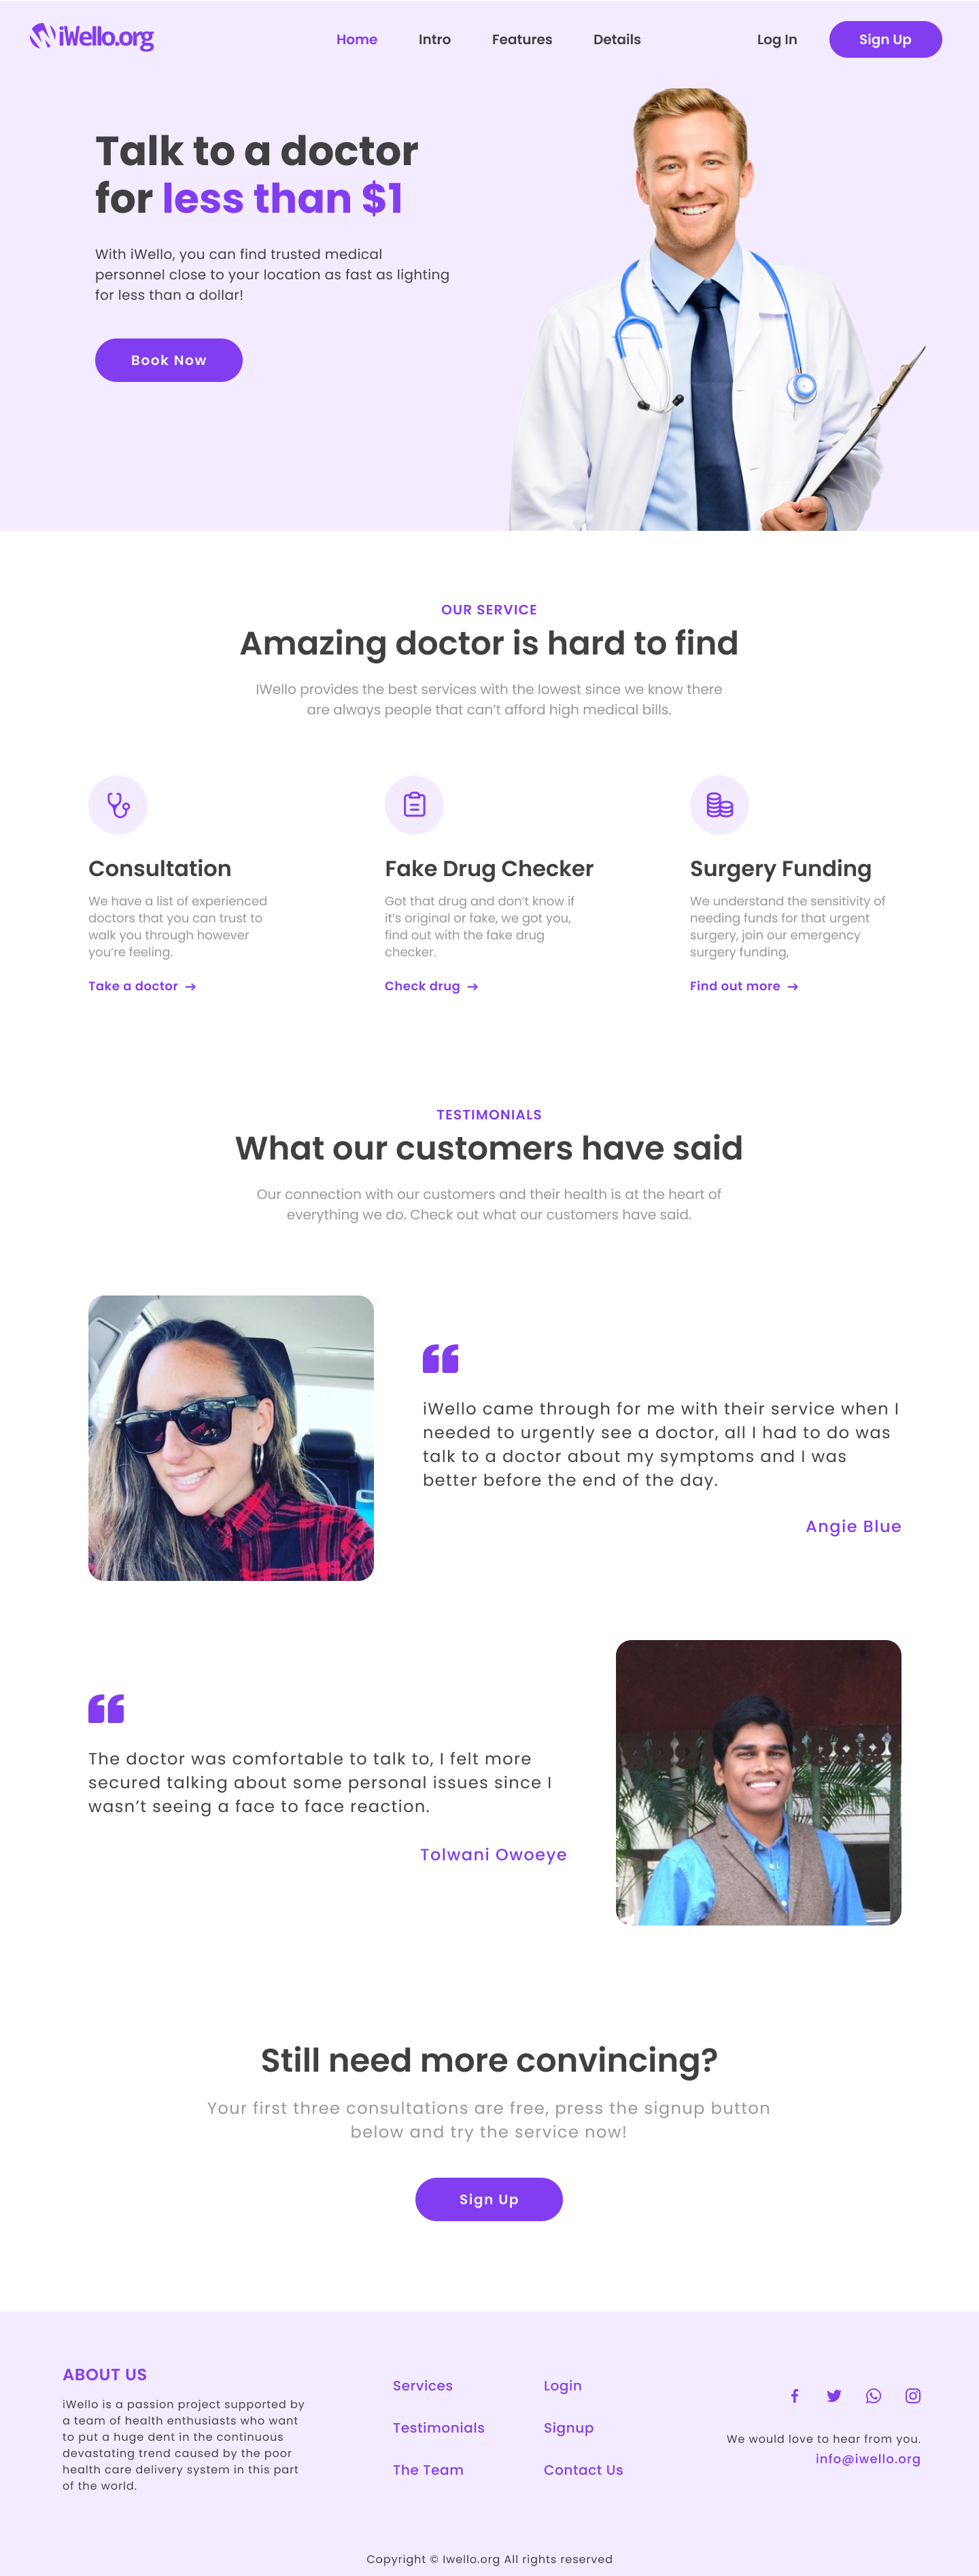 iWello.org
Home
Intro
Features
Details
Log In
Sign Up
Talk to a doctor
for less than $1
With iWello, you can find trusted medical
personnel close to your location as fast as lighting
for less than a dollar!
Book Now
OUR SERVICE
Amazing doctor is hard to find
IWello provides the best services with the lowest since we know there
are always people that can’t afford high medical bills.
Consultation
We have a list of experienced
doctors that you can trust to
walk you through however
you’re feeling.
Take a doctor →
Fake Drug Checker
Got that drug and don’t know if
it’s original or fake, we got you,
find out with the fake drug
checker.
Check drug →
Surgery Funding
We understand the sensitivity of
needing funds for that urgent
surgery, join our emergency
surgery funding,
Find out more →
TESTIMONIALS
What our customers have said
Our connection with our customers and their health is at the heart of
everything we do. Check out what our customers have said.
iWello came through for me with their service when I
needed to urgently see a doctor, all I had to do was
talk to a doctor about my symptoms and I was
better before the end of the day.
Angie Blue
The doctor was comfortable to talk to, I felt more
secured talking about some personal issues since I
wasn’t seeing a face to face reaction.
Tolwani Owoeye
Still need more convincing?
Your first three consultations are free, press the signup button
below and try the service now!
Sign Up
ABOUT US
iWello is a passion project supported by
a team of health enthusiasts who want
to put a huge dent in the continuous
devastating trend caused by the poor
health care delivery system in this part
of the world.
Services
Testimonials
The Team
Login
Signup
Contact Us
We would love to hear from you.
info@iwello.org
Copyright © Iwello.org All rights reserved